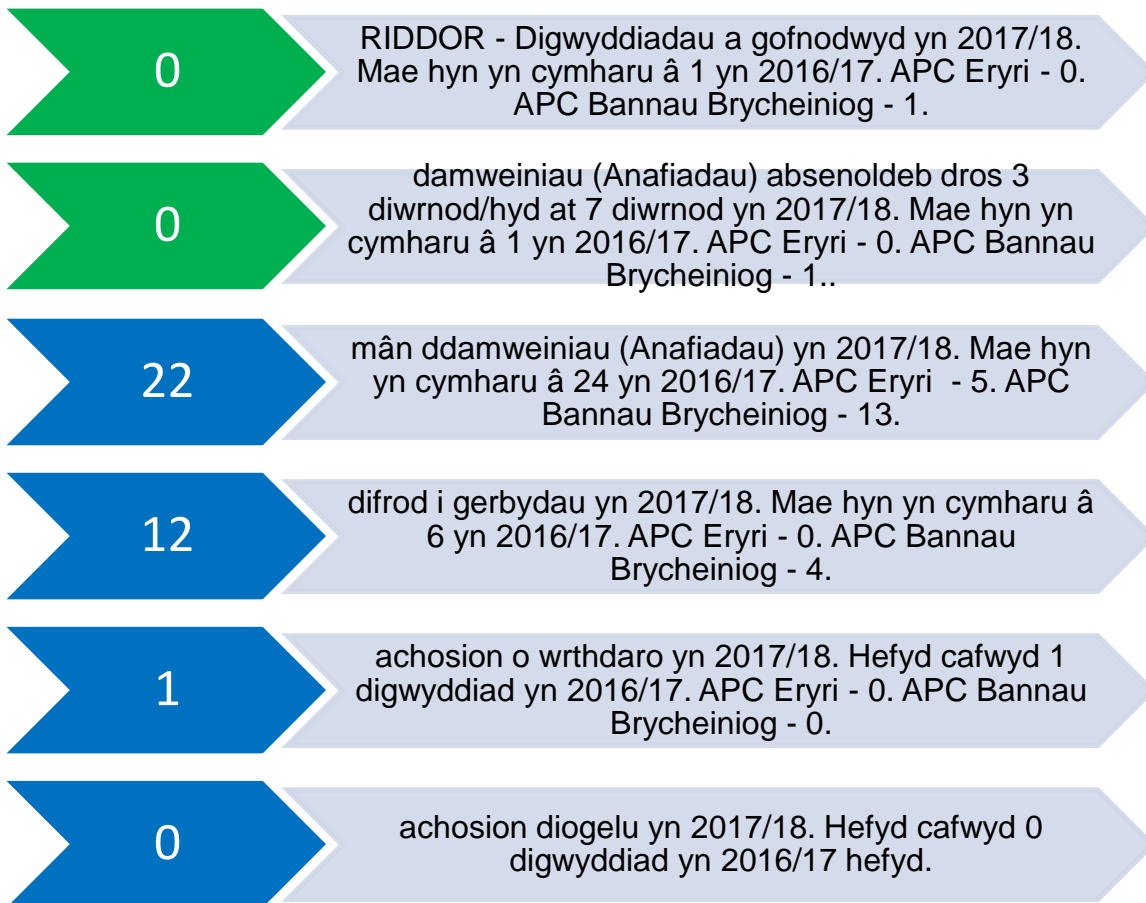 0
RIDDOR - Digwyddiadau a gofnodwyd yn 2017/18.
Mae hyn yn cymharu â 1 yn 2016/17. APC Eryri - 0.
APC Bannau Brycheiniog - 1.
0
damweiniau (Anafiadau) absenoldeb dros 3
diwrnod/hyd at 7 diwrnod yn 2017/18. Mae hyn yn
cymharu â 1 yn 2016/17. APC Eryri - 0. APC Bannau
Brycheiniog - 1..
22
mân ddamweiniau (Anafiadau) yn 2017/18. Mae hyn
yn cymharu â 24 yn 2016/17. APC Eryri - 5. APC
Bannau Brycheiniog - 13.
12
difrod i gerbydau yn 2017/18. Mae hyn yn cymharu â
6 yn 2016/17. APC Eryri - 0. APC Bannau
Brycheiniog - 4.
1
achosion o wrthdaro yn 2017/18. Hefyd cafwyd 1
digwyddiad yn 2016/17. APC Eryri - 0. APC Bannau
Brycheiniog - 0.
0
achosion diogelu yn 2017/18. Hefyd cafwyd 0
digwyddiad yn 2016/17 hefyd.